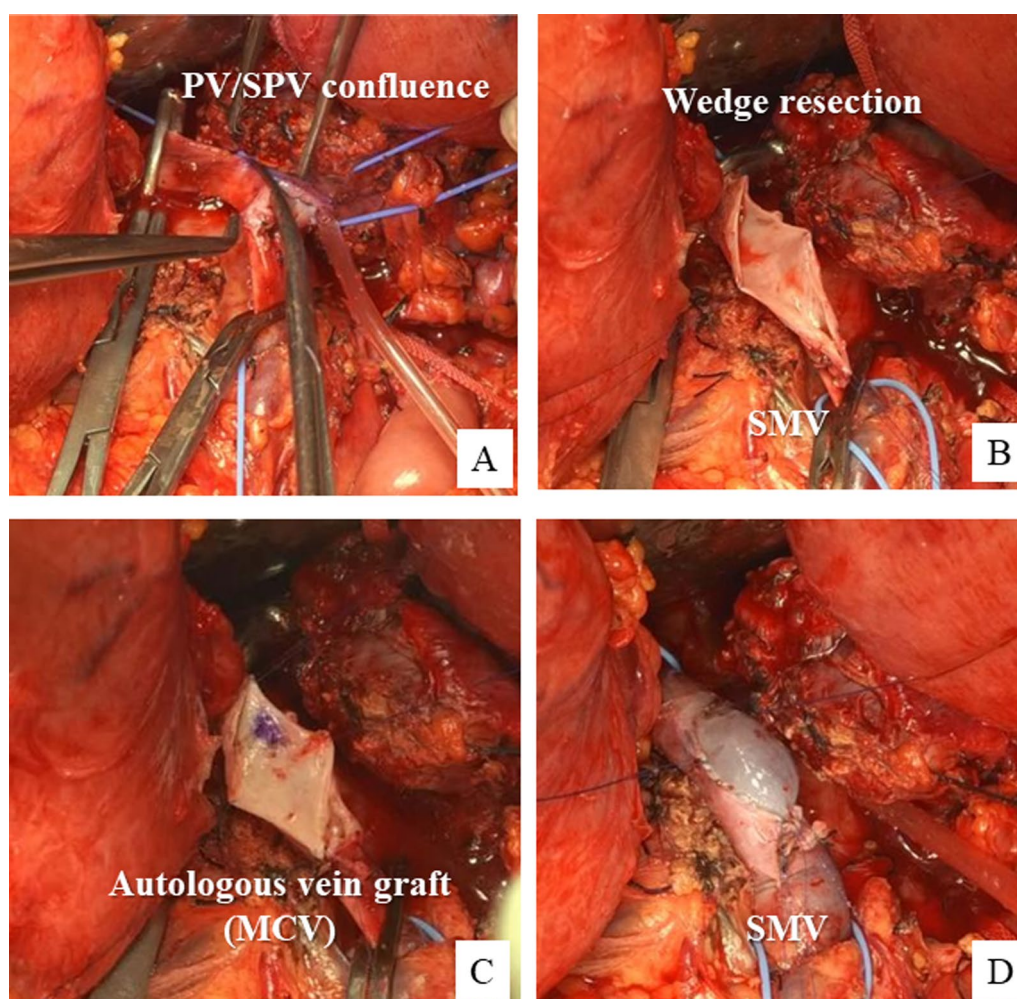 PV/SPV confluence
A
Wedge resection
SMV
B
Autologous vein graft
(MCV)
C
SMV
D